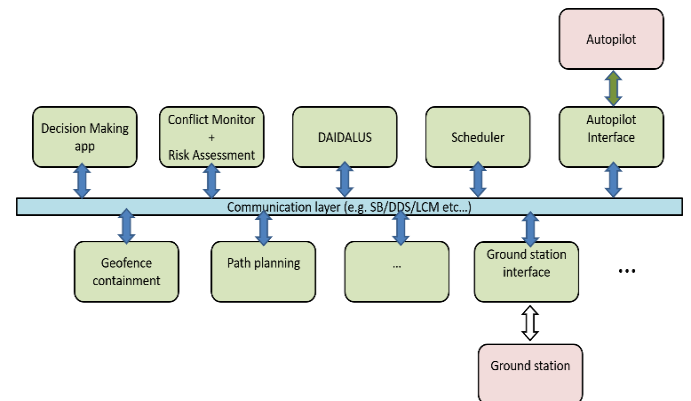 Autopilot
Decision Making
app
Conflict Monitor
+
Risk Assessment
DAIDALUS
Scheduler
Autopilot
Interface
Communication layer (e.g. SB/DDS/LCM etc...)
Geofence
containment
Path planning
...
Ground station
interface
...
Ground station